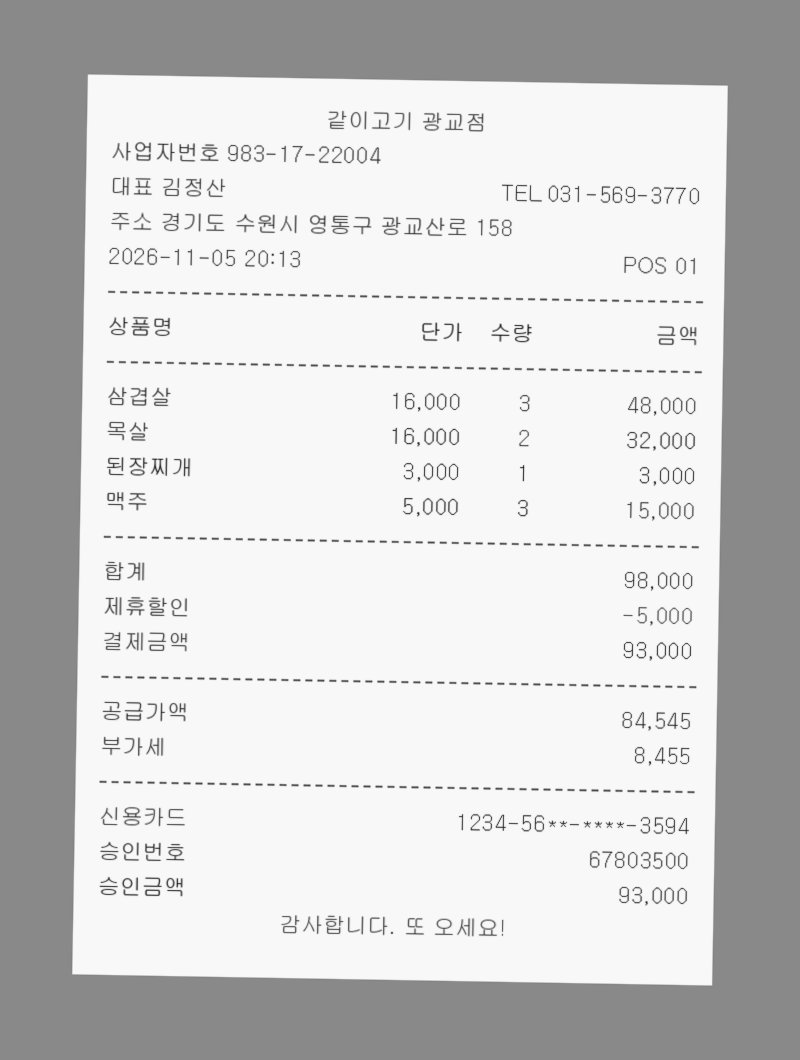 같이고기 광교점
사업자번호 983-17-22004
대표 김정산 TEL 031-569-3770
주소 경기도 수원시 영통구 광교산로 158
2026-11-05 20:13 POS 01
상품명 단가 수량 금액
삼겹살 16,000 3 48,000
목살 16,000 2 32,000
된장찌개 3,000 1 3,000
맥주 5,000 3 15,000
합계 98,000
제휴할인 -5,000
결제금액 93,000
공급가액 84,545
부가세 8,455
신용카드 1234-56**-****-3594
승인번호 67803500
승인금액 93,000
감사합니다. 또 오세요!